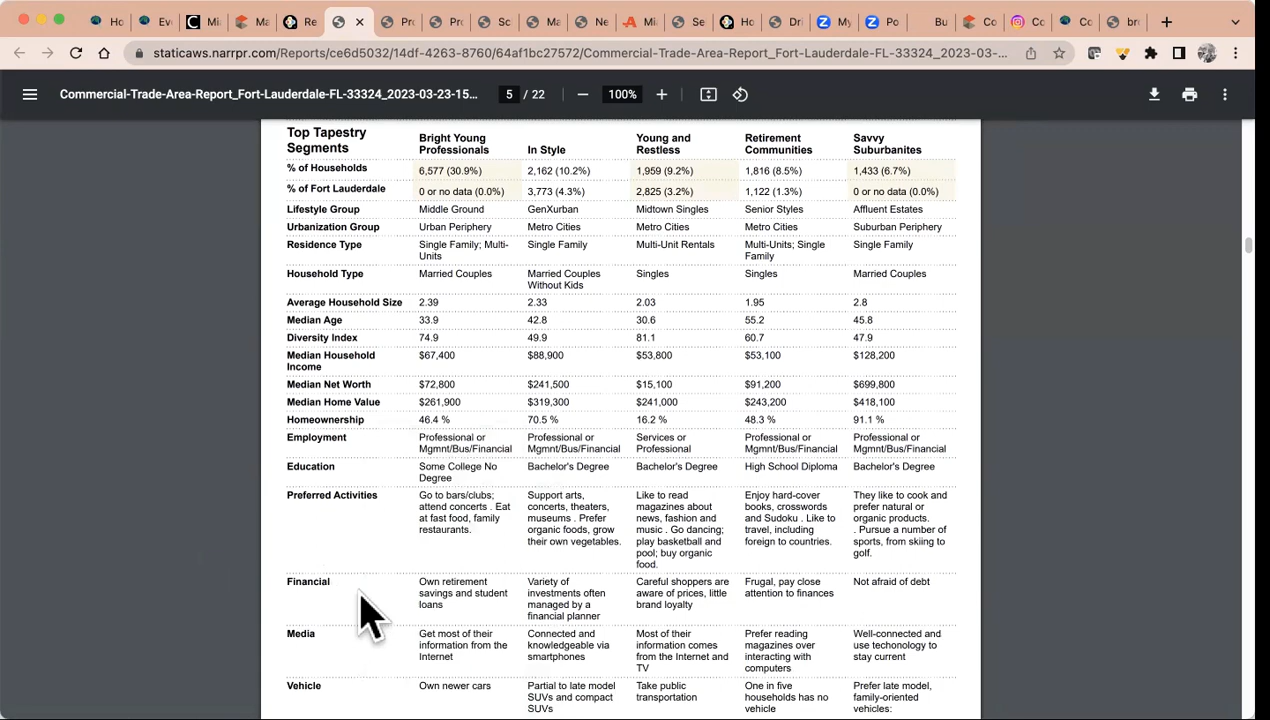 Ho Eve Mia Ma Re Pro Pro Sc Ma Ne Mi Se Ho Dr My Po Bu Co Co Co bro
staticaws.narrpr.com/Reports/ce6d5032/14df-4263-8760/64af1bc27572/Commercial-Trade-Area-Report_Fort-Lauderdale-FL-33324_2023-03-...
Commercial-Trade-Area-Report_Fort-Lauderdale-FL-33324_2023-03-23-15... 5 / 22 100%
Top Tapestry Bright Young Young and Retirement Savvy
Segments Professionals In Style Restless Communities Suburbanites
% of Households 6,577 (30.9%) 2,162 (10.2%) 1,959 (9.2%) 1,816 (8.5%) 1,433 (6.7%)
% of Fort Lauderdale 0 or no data (0.0%) 3,773 (4.3%) 2,825 (3.2%) 1,122 (1.3%) 0 or no data (0.0%)
Lifestyle Group Middle Ground GenXurban Midtown Singles Senior Styles Affluent Estates
Urbanization Group Urban Periphery Metro Cities Metro Cities Metro Cities Suburban Periphery
Residence Type Single Family; Multi- Single Family Multi-Unit Rentals Multi-Units; Single Single Family
Units Family
Household Type Married Couples Married Couples Singles Singles Married Couples
Without Kids
Average Household Size 2.39 2.33 2.03 1.95 2.8
Median Age 33.9 42.8 30.6 55.2 45.8
Diversity Index 74.9 49.9 81.1 60.7 47.9
Median Household $67,400 $88,900 $53,800 $53,100 $128,200
Income
Median Net Worth $72,800 $241,500 $15,100 $91,200 $699,800
Median Home Value $261,900 $319,300 $241,000 $243,200 $418,100
Homeownership 46.4 % 70.5 % 16.2 % 48.3 % 91.1 %
Employment Professional or Professional or Services or Professional or Professional or
Mgmnt/Bus/Financial Mgmnt/Bus/Financial Professional Mgmnt/Bus/Financial Mgmnt/Bus/Financial
Education Some College No Bachelor's Degree Bachelor's Degree High School Diploma Bachelor's Degree
Degree
Preferred Activities Go to bars/clubs; Support arts, Like to read Enjoy hard-cover They like to cook and
attend concerts . Eat concerts, theaters, magazines about books, crosswords prefer natural or
at fast food, family museums . Prefer news, fashion and and Sudoku . Like to organic products.
restaurants. organic foods, grow music . Go dancing; travel, including . Pursue a number of
their own vegetables. play basketball and foreign to countries. sports, from skiing to
pool; buy organic golf.
food.
Financial Own retirement Variety of Careful shoppers are Frugal, pay close Not afraid of debt
savings and student investments often aware of prices, little attention to finances
loans managed by a brand loyalty
financial planner
Media Get most of their Connected and Most of their Prefer reading Well-connected and
information from the knowledgeable via information comes magazines over use techonology to
Internet smartphones from the Internet and interacting with stay current
TV computers
Vehicle Own newer cars Partial to late model Take public One in five Prefer late model,
SUVs and compact transportation households has no family-oriented
SUVs vehicle vehicles: